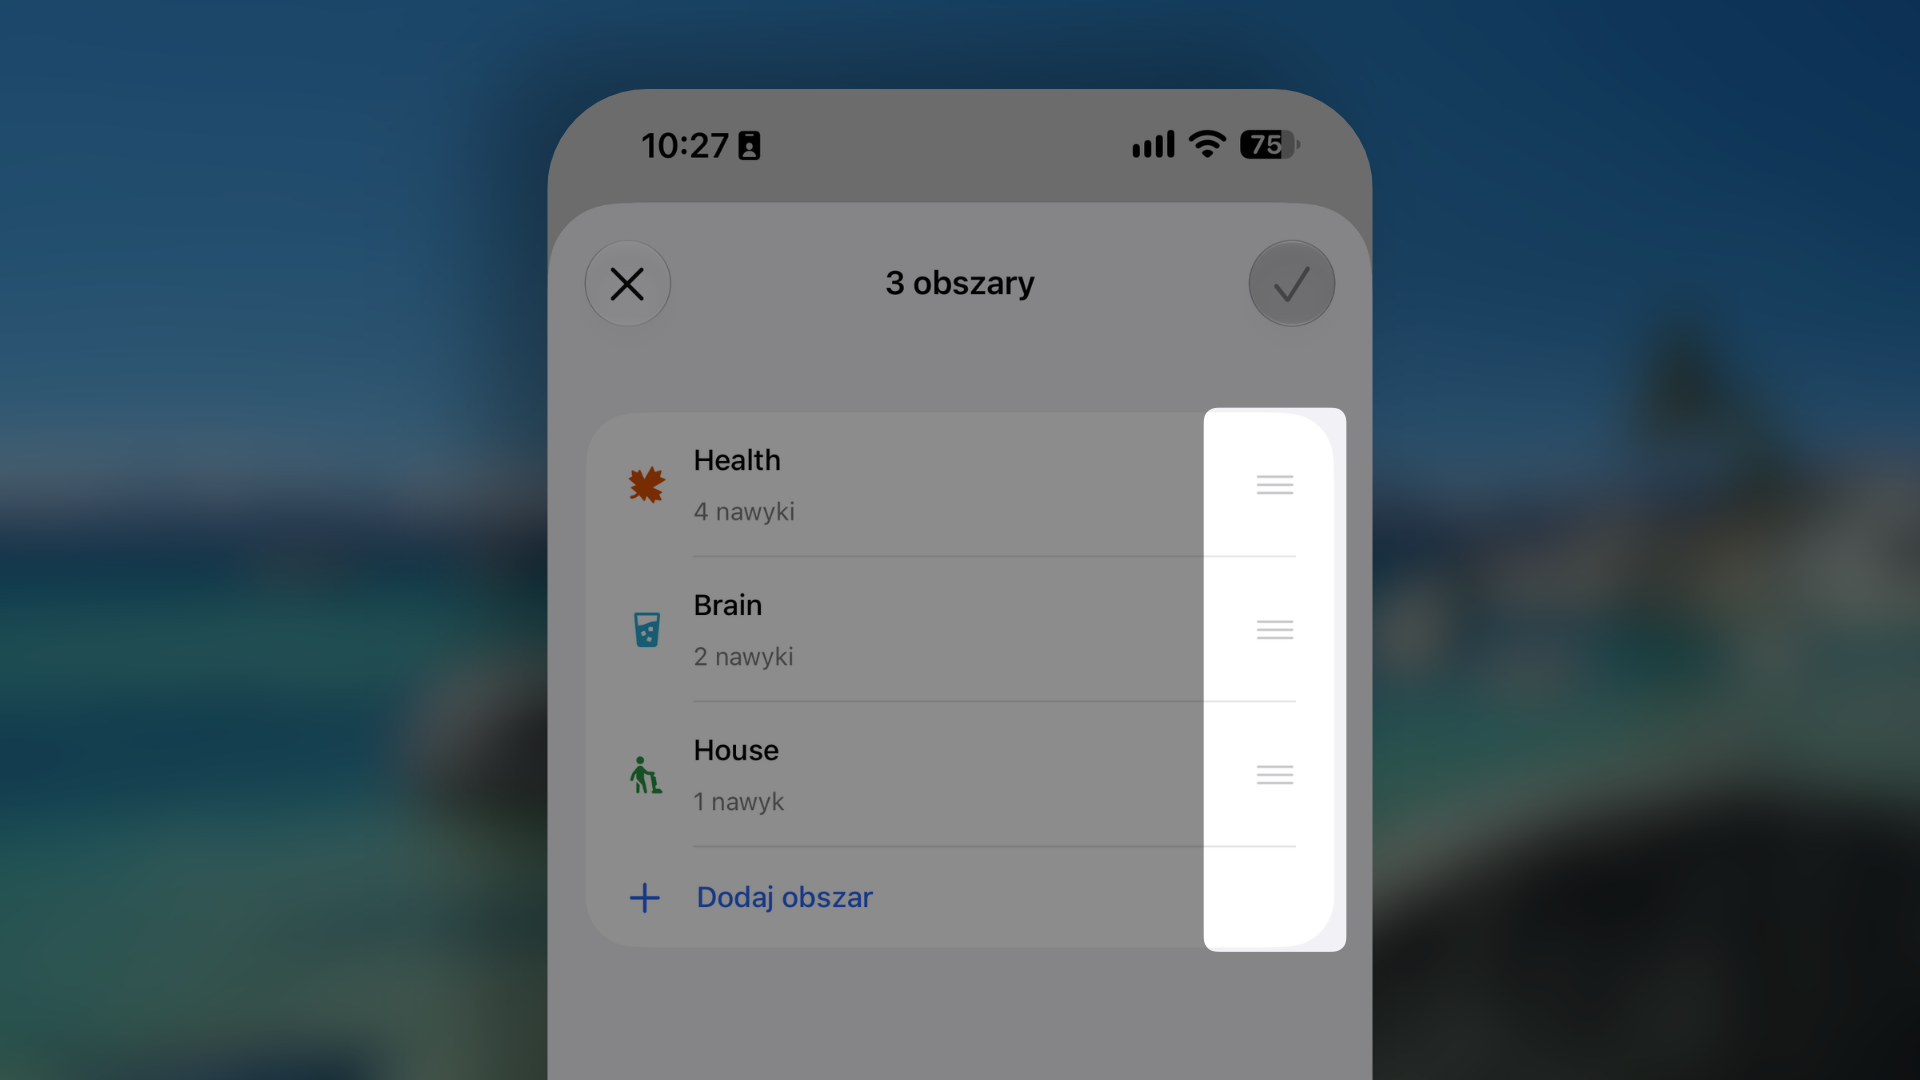 10:27
75
3 obszary
Health
4 nawyki
Brain
2 nawyki
House
1 nawyk
Dodaj obszar